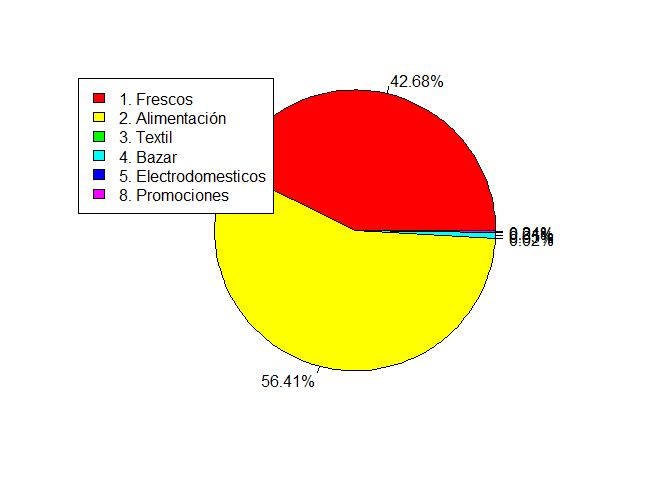 42.68%
1. Frescos
2. Alimentación
3. Textil
4. Bazar
5. Electrodomesticos
8. Promociones
56.41%